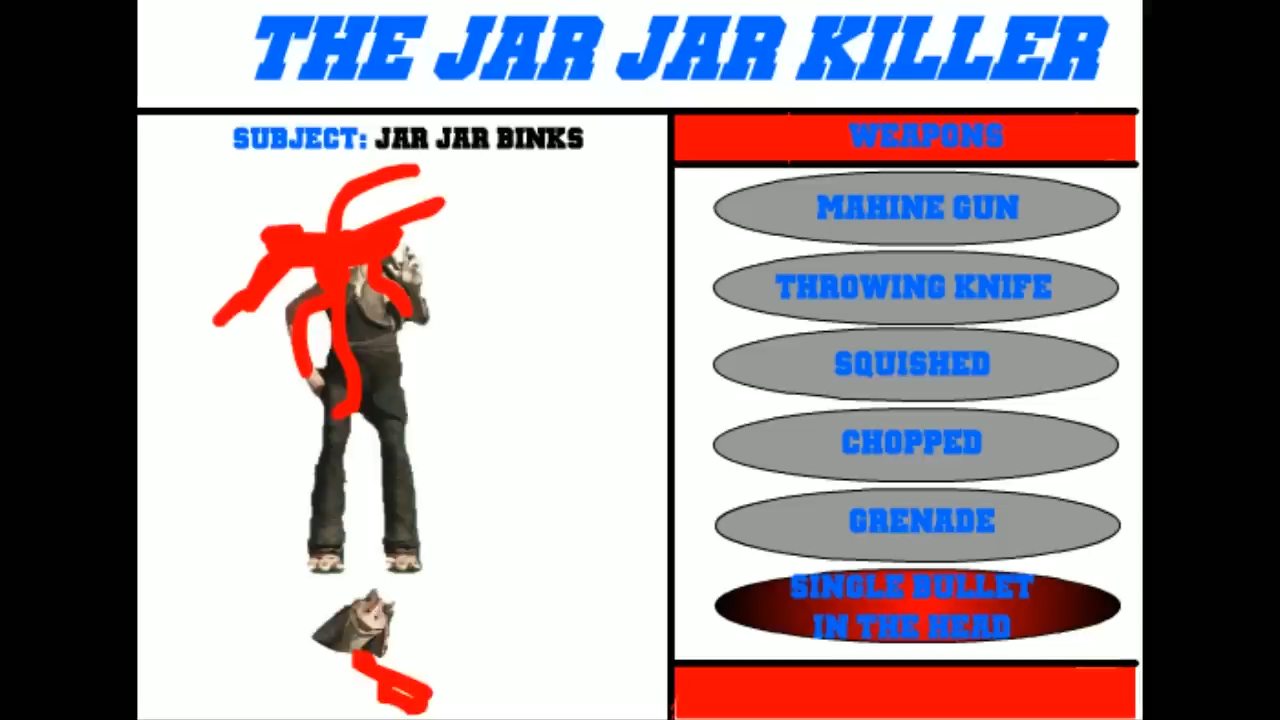 THE JAR JAR KILLER
SUBJECT: JAR JAR BINKS
WEAPONS
MAHINE GUN
THROWING KNIFE
SQUISHED
CHOPPED
GRENADE
SINGLE BULLET
IN THE HEAD